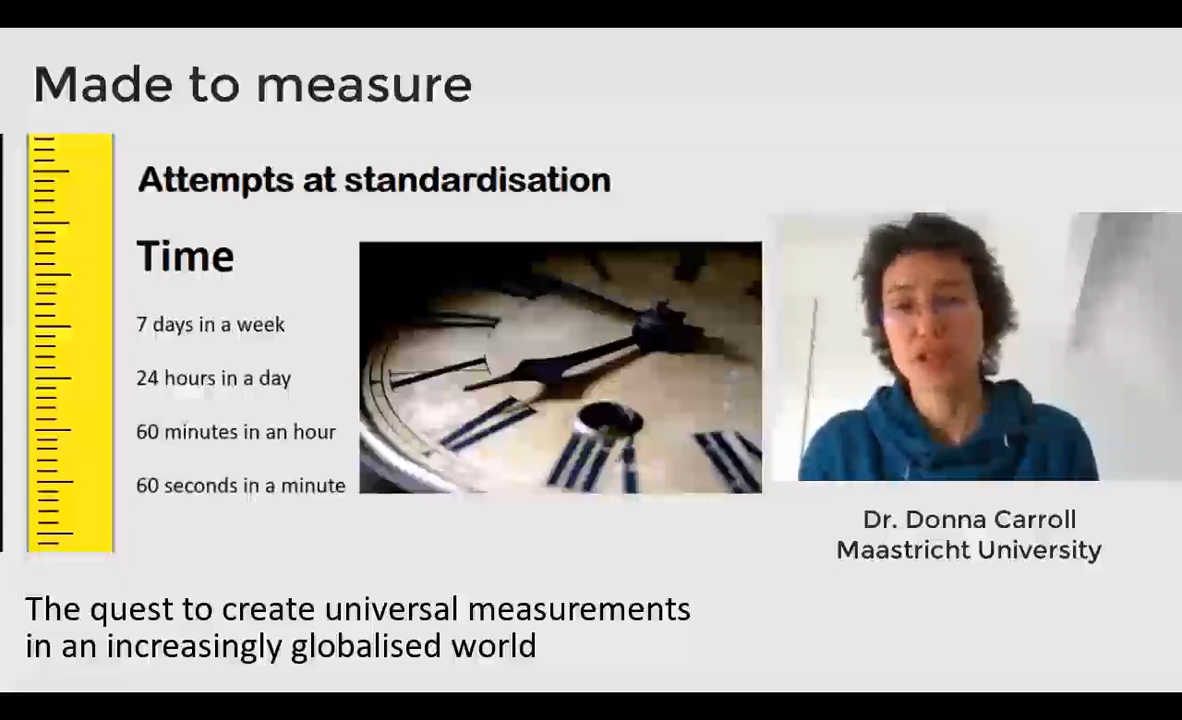 Made to measure
Attempts at standardisation
Time
7 days in a week
24 hours in a day
60 minutes in an hour
60 seconds in a minute
Dr. Donna Carroll
Maastricht University
The quest to create universal measurements
in an increasingly globalised world